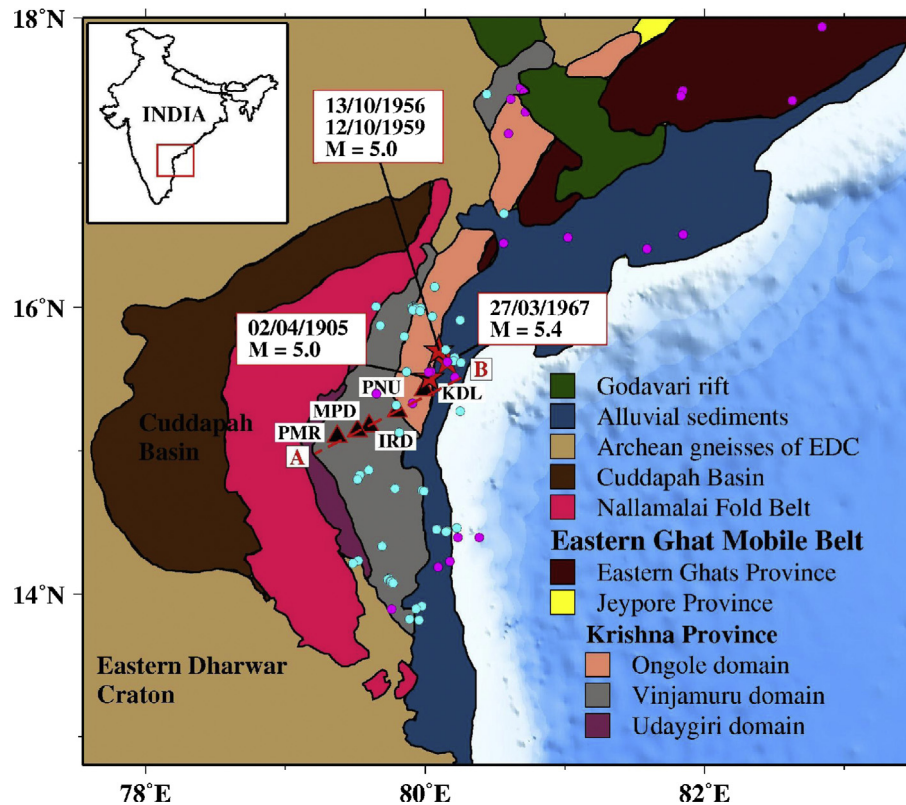 18°N
16°N
14°N
78°E
80°E
82°E
INDIA
13/10/1956
12/10/1959
M = 5.0
02/04/1905
M = 5.0
27/03/1967
M = 5.4
B
PNU
KDL
MPD
PMR
IRD
A
Cuddapah
Basin
Eastern Dharwar
Craton
Godavari rift
Alluvial sediments
Archean gneisses of EDC
Cuddapah Basin
Nallamalai Fold Belt
Eastern Ghat Mobile Belt
Eastern Ghats Province
Jeypore Province
Krishna Province
Ongole domain
Vinjamuru domain
Udaygiri domain